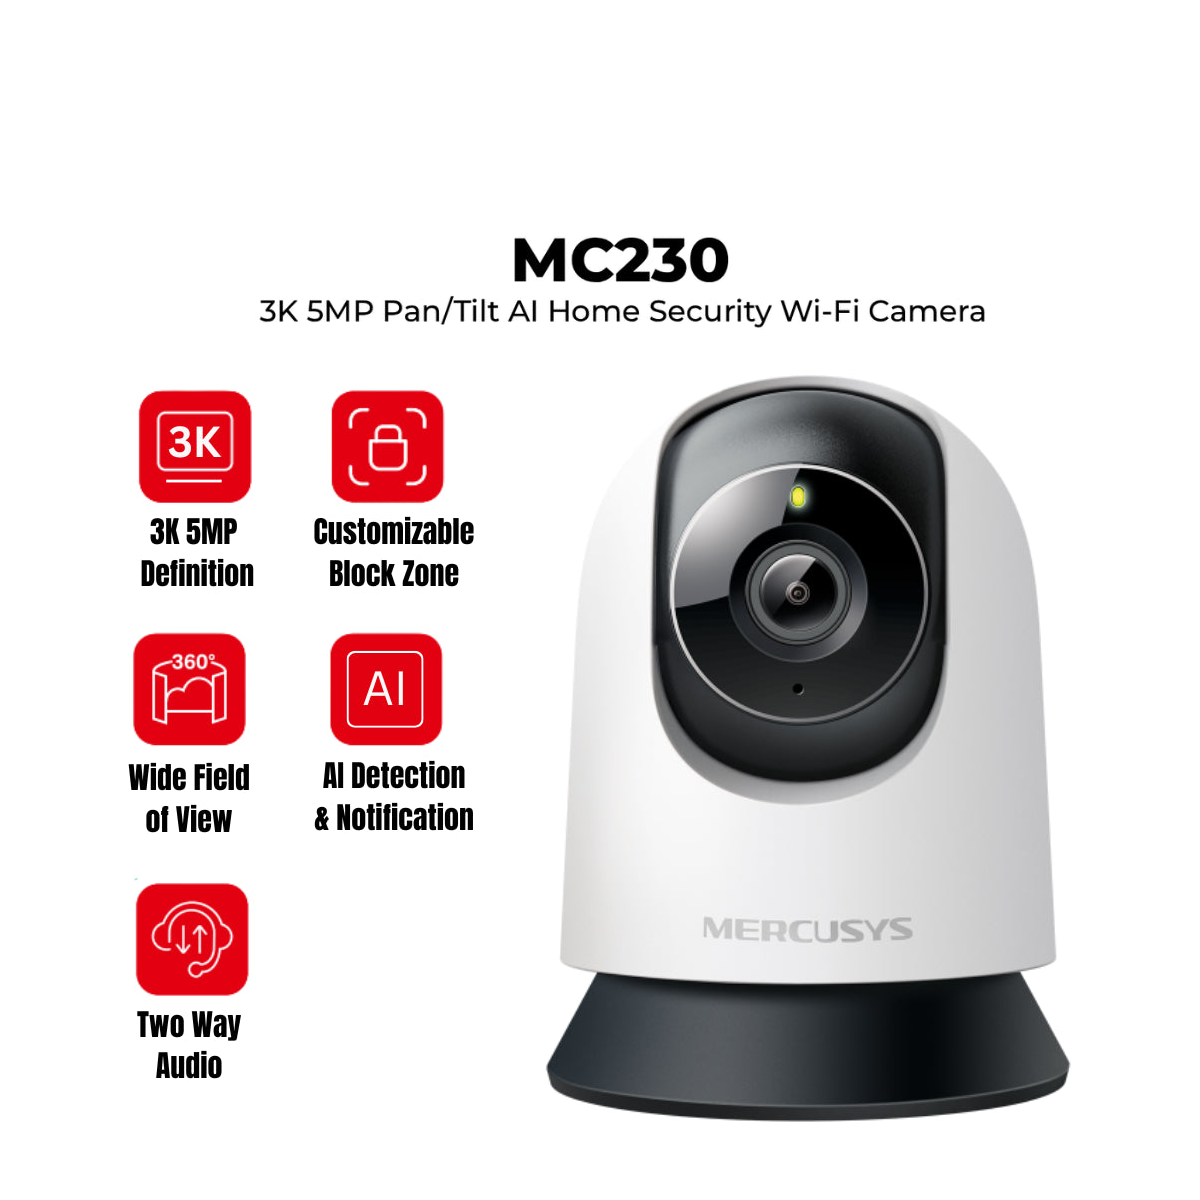 MC230
3K 5MP Pan/Tilt AI Home Security Wi-Fi Camera
3K
3K 5MP
Definition
Customizable
Block Zone
360°
Wide Field
of View
AI
AI Detection
& Notification
Two Way
Audio
MERCUSYS